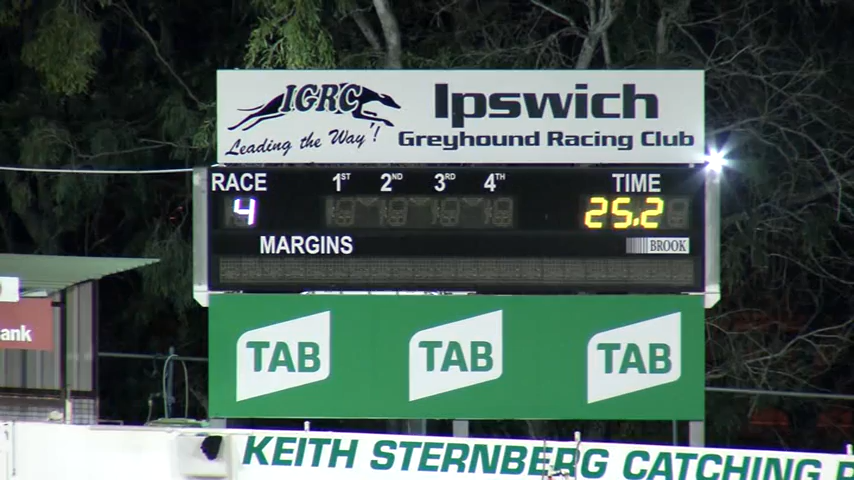 IGRC
Leading the Way'!
Ipswich
Greyhound Racing Club
RACE 1ST 2ND 3RD 4TH TIME
4 25.2
MARGINS BROOK
TAB TAB TAB
ank
KEITH STERNBERG CATCHING